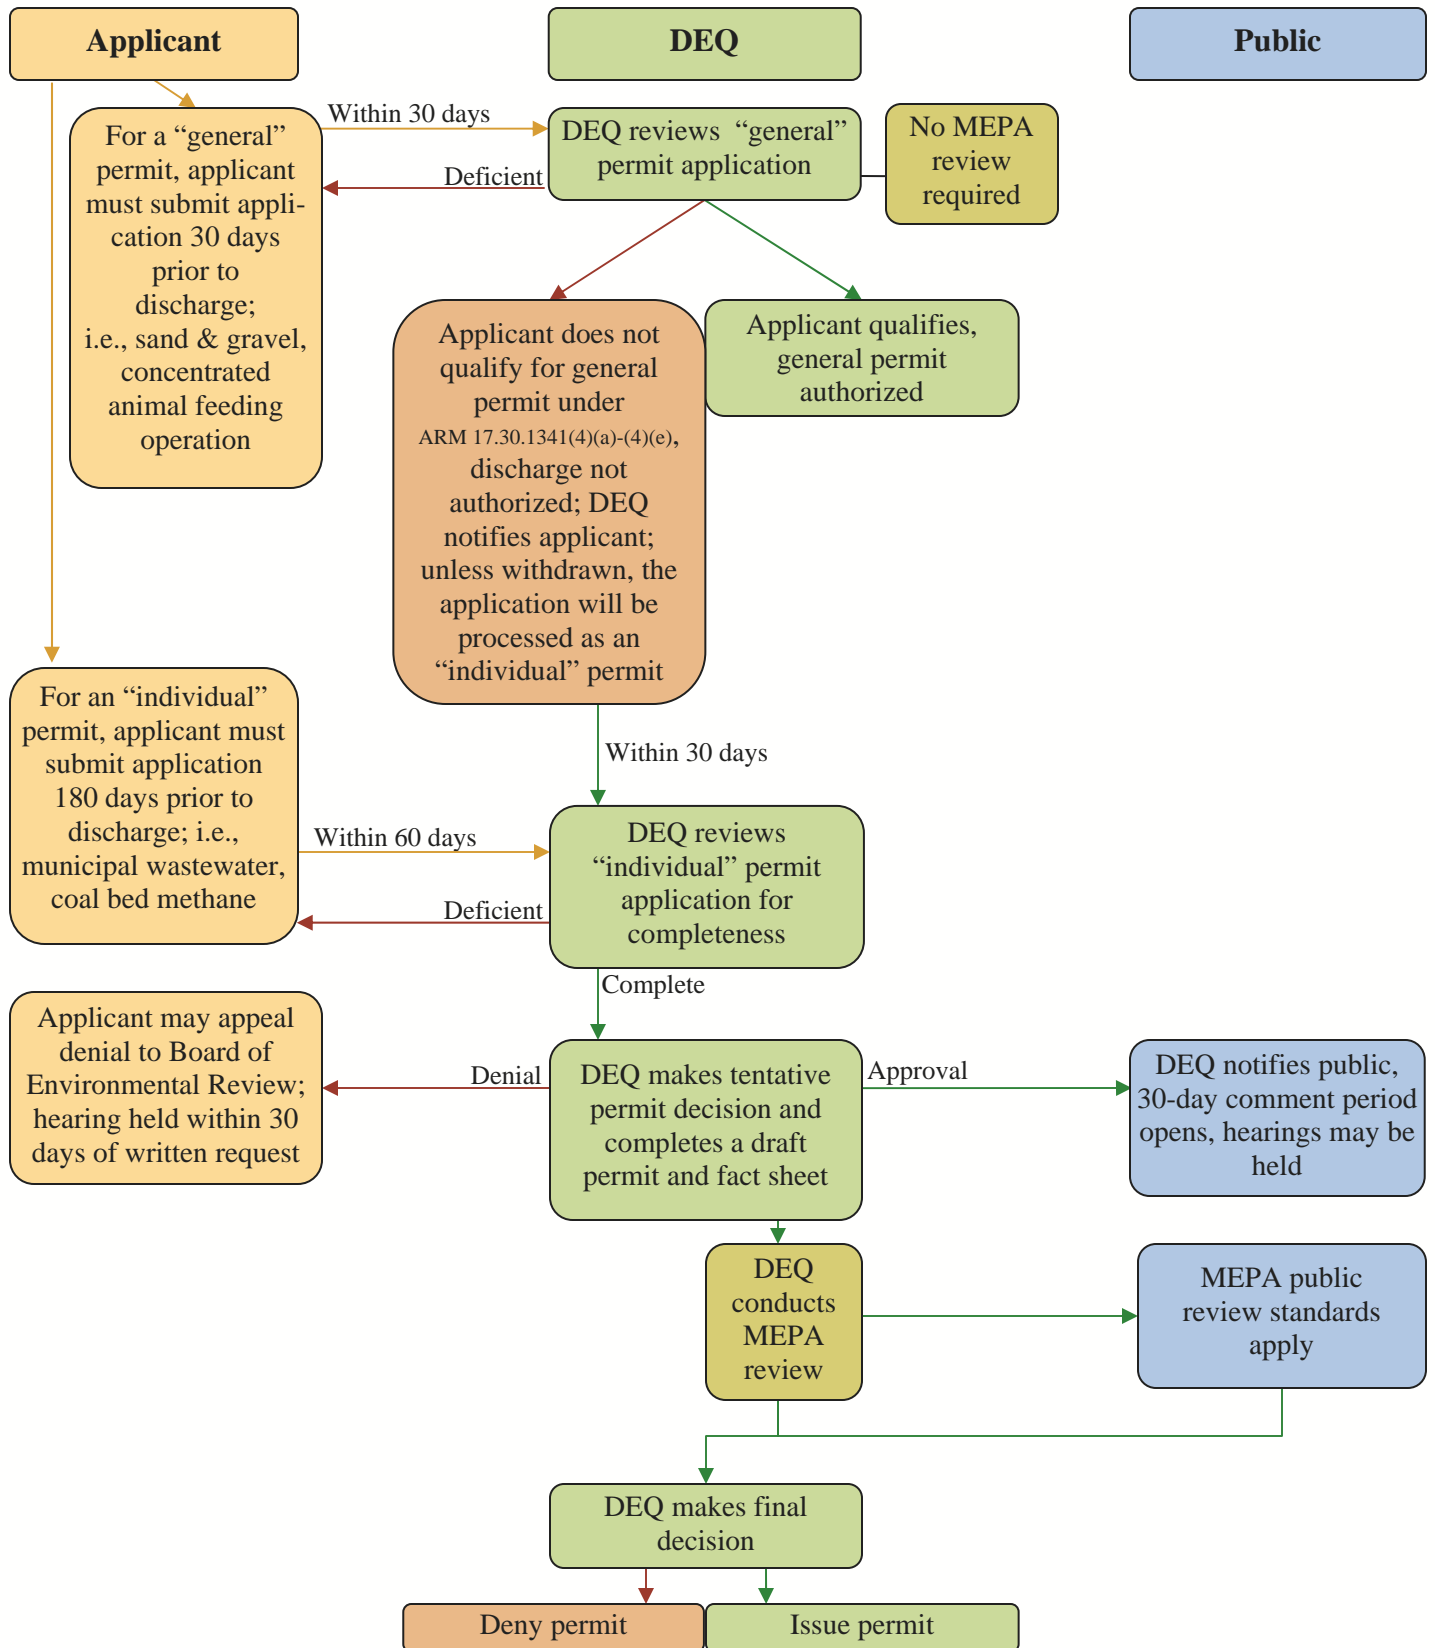 Applicant
DEQ
Public
For a “general”
permit, applicant
must submit appli-
cation 30 days
prior to
discharge;
i.e., sand & gravel,
concentrated
animal feeding
operation
Within 30 days
Deficient
DEQ reviews “general”
permit application
No MEPA
review
required
Applicant does not
qualify for general
permit under
ARM 17.30.1341(4)(a)-(4)(e),
discharge not
authorized; DEQ
notifies applicant;
unless withdrawn, the
application will be
processed as an
“individual” permit
Applicant qualifies,
general permit
authorized
Within 30 days
For an “individual”
permit, applicant must
submit application
180 days prior to
discharge; i.e.,
municipal wastewater,
coal bed methane
Within 60 days
Deficient
DEQ reviews
“individual” permit
application for
completeness
Complete
Applicant may appeal
denial to Board of
Environmental Review;
hearing held within 30
days of written request
Denial
DEQ makes tentative
permit decision and
completes a draft
permit and fact sheet
Approval
DEQ notifies public,
30-day comment period
opens, hearings may be
held
DEQ
conducts
MEPA
review
MEPA public
review standards
apply
DEQ makes final
decision
Deny permit
Issue permit